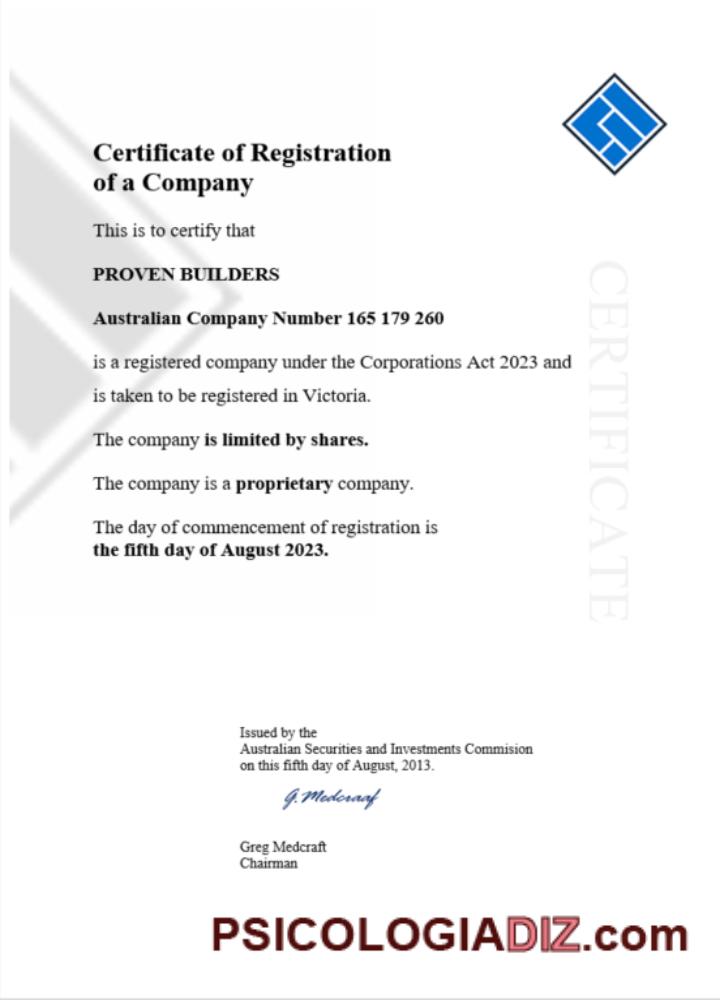 Certificate of Registration
of a Company
This is to certify that
PROVEN BUILDERS
Australian Company Number 165 179 260
is a registered company under the Corporations Act 2023 and
is taken to be registered in Victoria.
The company is limited by shares.
The company is a proprietary company.
The day of commencement of registration is
the fifth day of August 2023.
CERTIFICATE
Issued by the
Australian Securities and Investments Commision
on this fifth day of August, 2013.
G. Medcraaf
Greg Medcraft
Chairman
PSICOLOGIADIZ.com